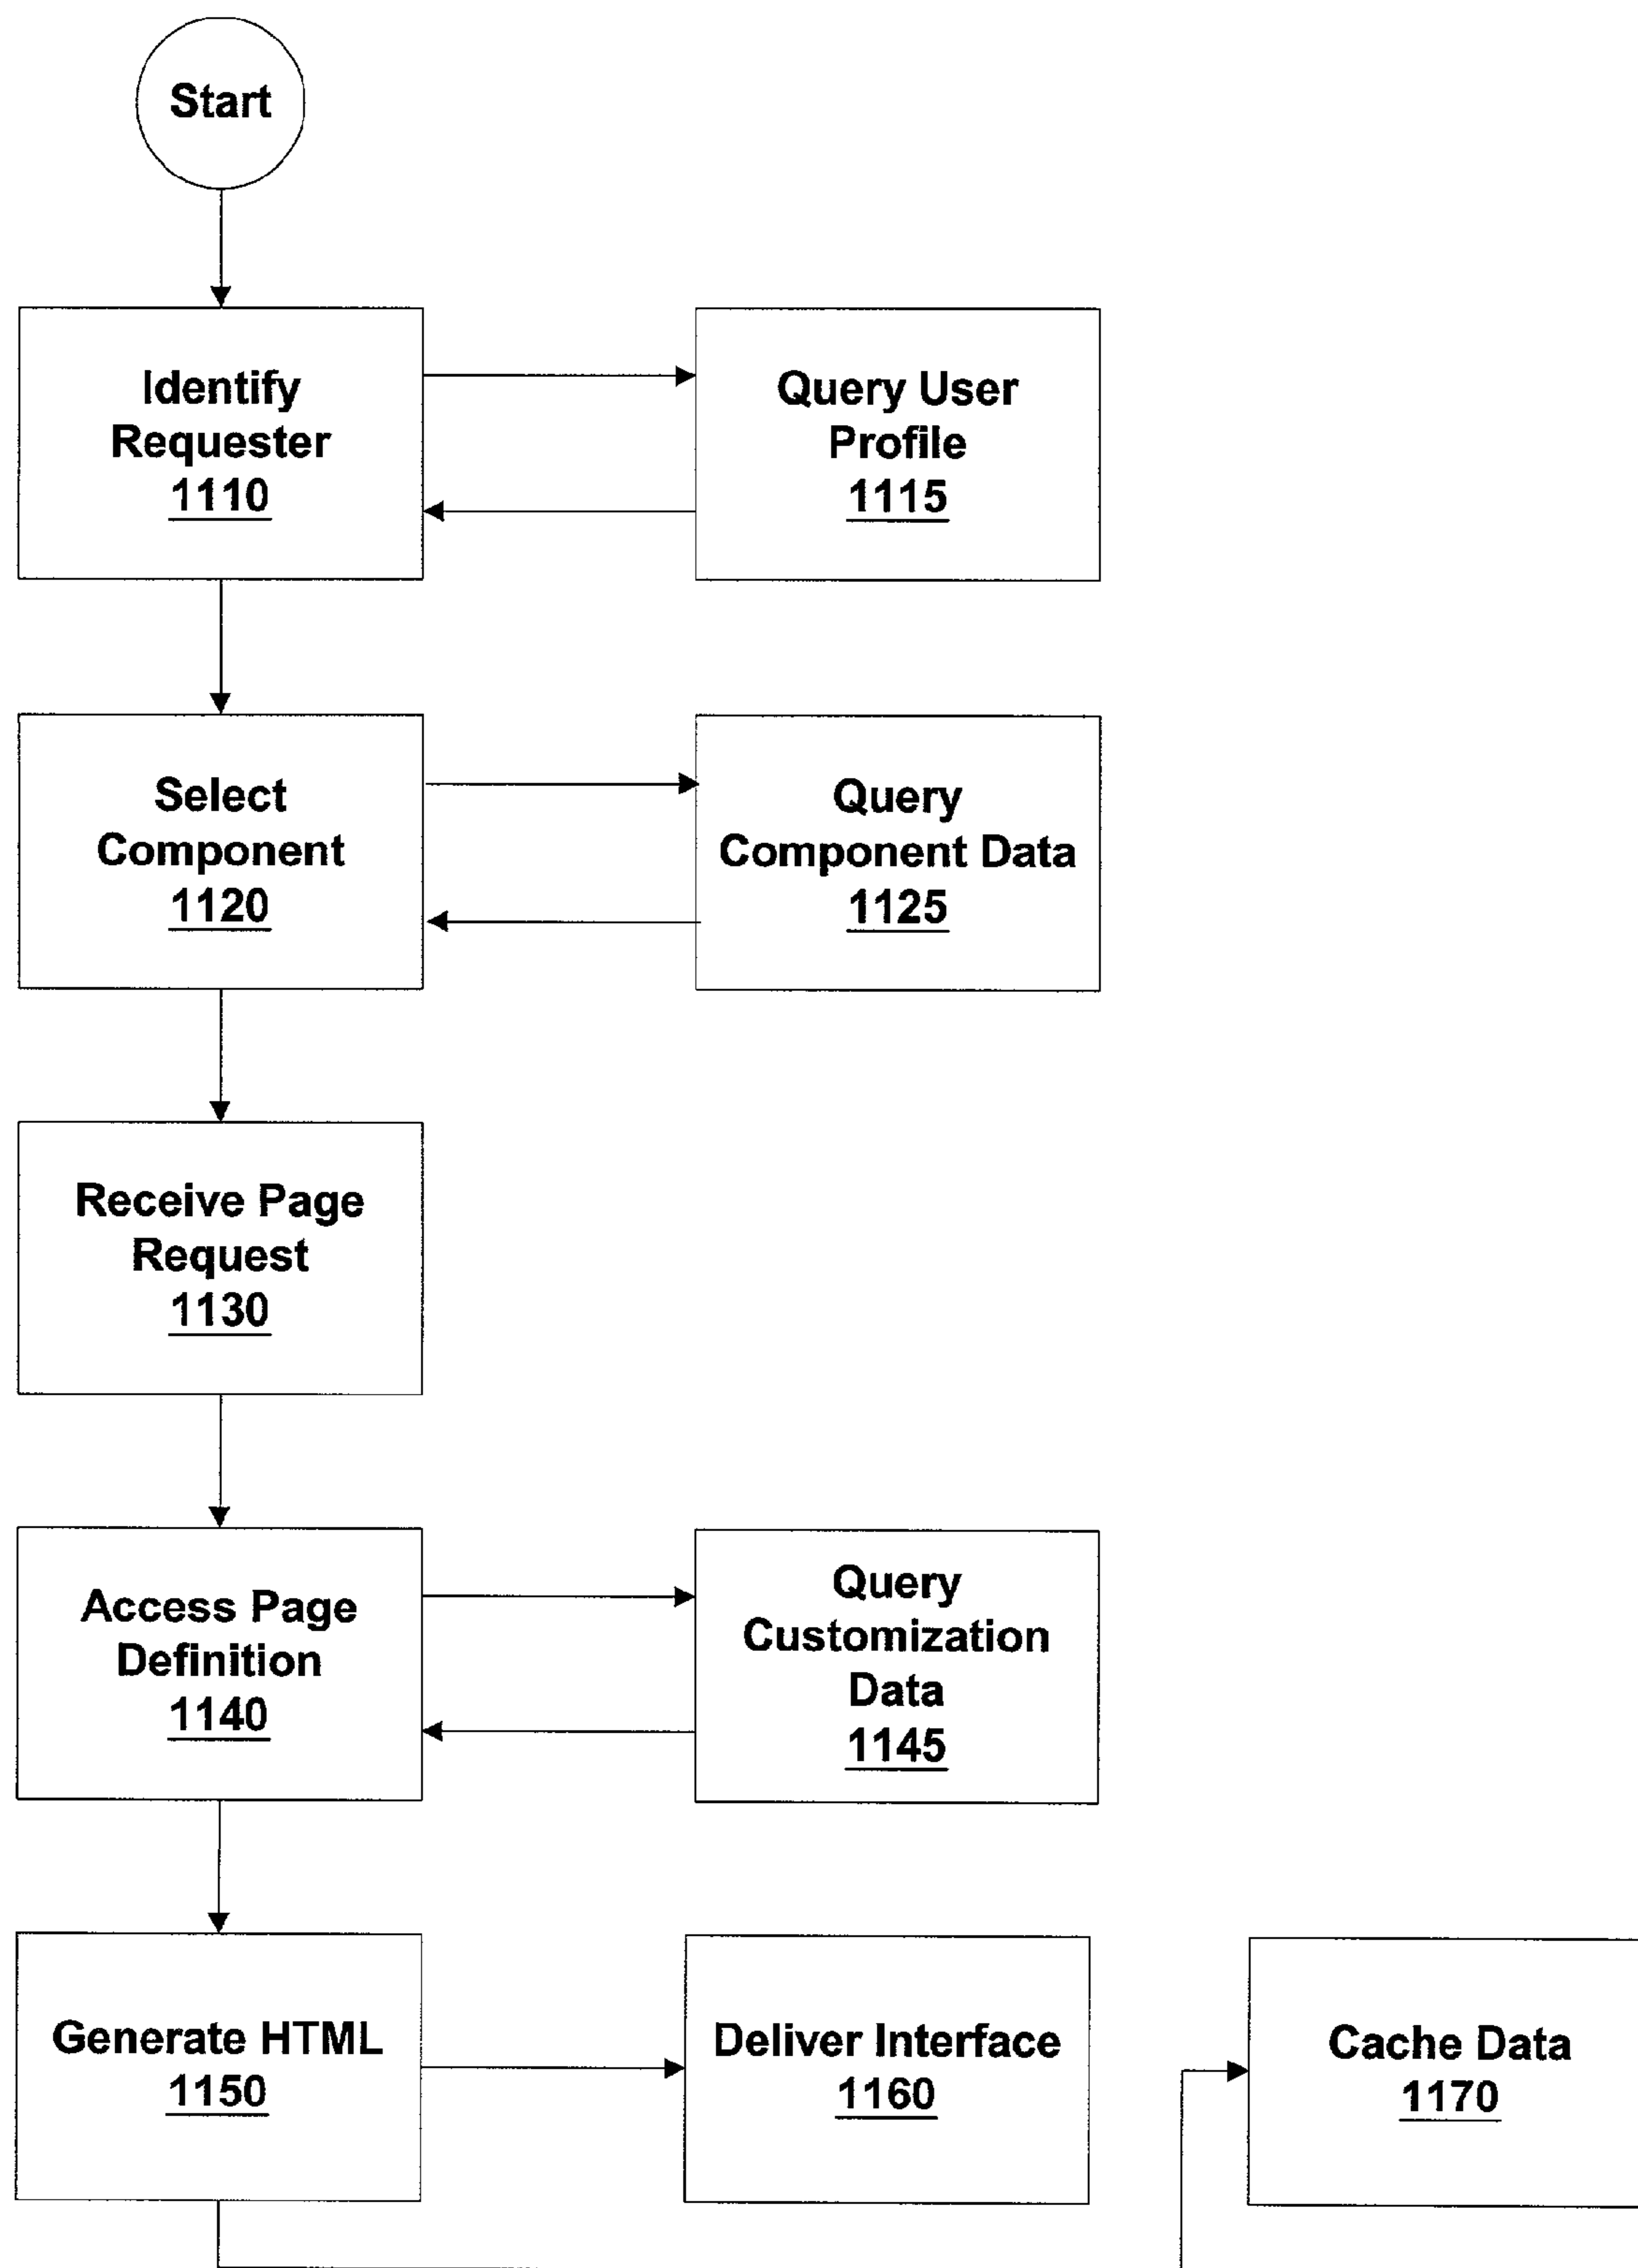 Start
Identify
Requester
1110
Query User
Profile
1115
Select
Component
1120
Query
Component Data
1125
Receive Page
Request
1130
Access Page
Definition
1140
Query
Customization
Data
1145
Generate HTML
1150
Deliver Interface
1160
Cache Data
1170